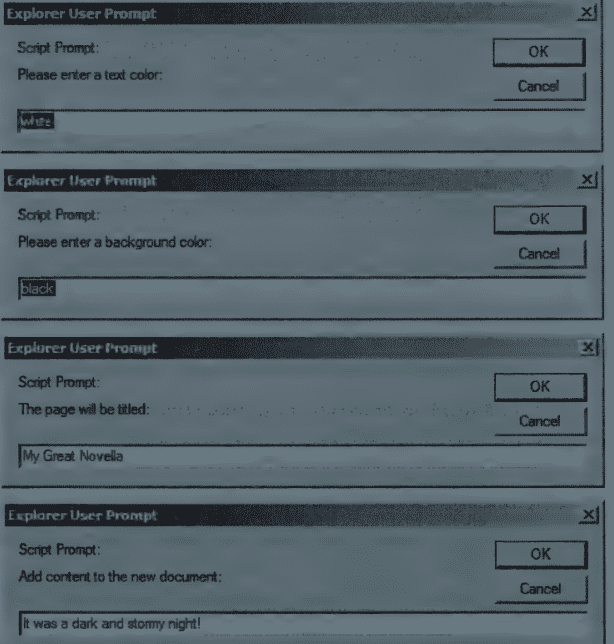 Explorer User Prompt
Script Prompt:
OK
Please enter a text color:
Cancel
white
Explorer User Prompt
Script Prompt:
OK
Please enter a background color:
Cancel
black
Explorer User Prompt
Script Prompt:
OK
The page will be titled:
Cancel
My Great Novella
Explorer User Prompt
Script Prompt:
OK
Add content to the new document:
Cancel
It was a dark and stormy night!